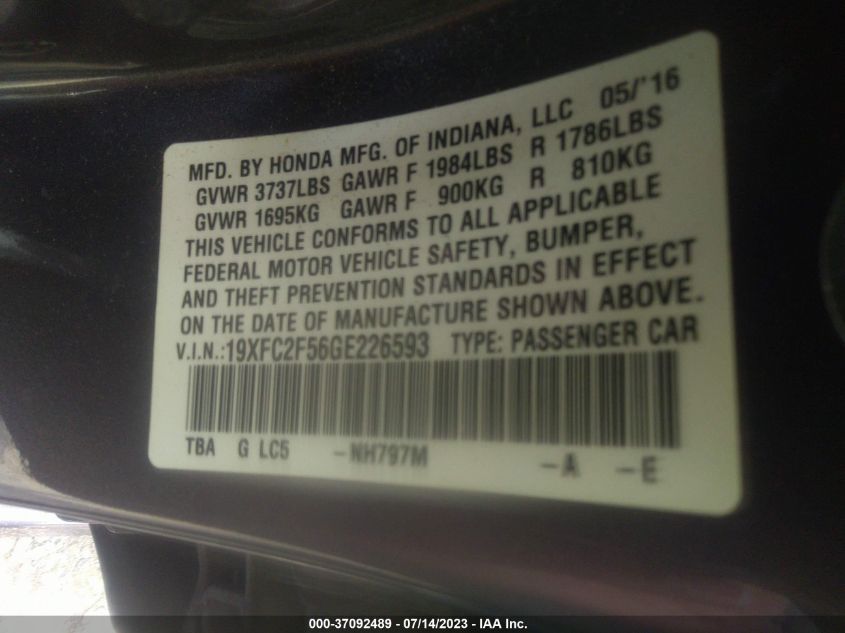 MFD. BY HONDA MFG. OF INDIANA, LLC 05/'16
GVWR 3737LBS GAWR F 1984LBS R 1786LBS
GVWR 1695KG GAWR F 900KG R 810KG
THIS VEHICLE CONFORMS TO ALL APPLICABLE
FEDERAL MOTOR VEHICLE SAFETY, BUMPER,
AND THEFT PREVENTION STANDARDS IN EFFECT
ON THE DATE OF MANUFACTURE SHOWN ABOVE.
V.I.N.:19XFC2F56GE226593 TYPE: PASSENGER CAR
TBA G LC5 -NH797M -A -E
000-37092489 - 07/14/2023 - IAA Inc.